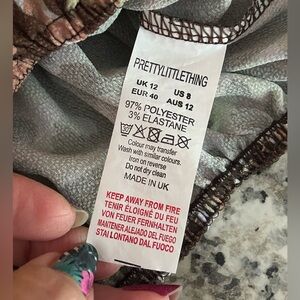 PRETTYLITTLETHING
UK 12 US 8
EUR 40 AUS 12
97% POLYESTER
3% ELASTANE
Colour may transfer
Wash with similar colours.
Iron on reverse
Do not dry clean
MADE IN UK
KEEP AWAY FROM FIRE
TENIR ÉLOIGNÉ DU FEU
VON FEUER FERNHALTEN
MANTENER ALEJADO DEL FUEGO
STAI LONTANO DAL FUOCO